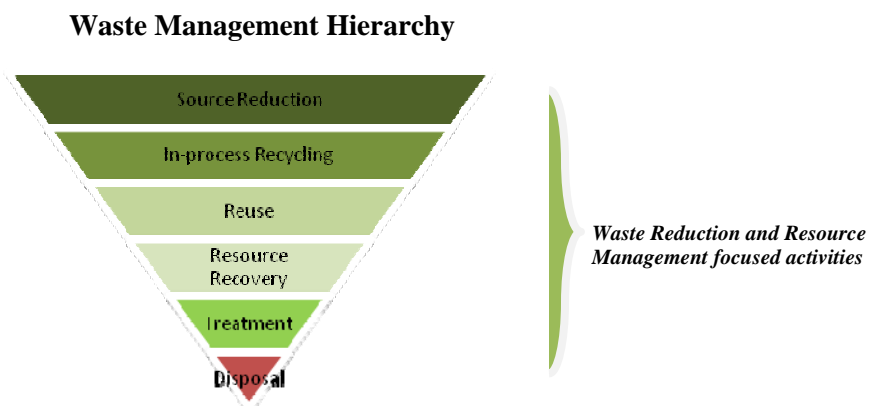 Waste Management Hierarchy
Source Reduction
In-process Recycling
Reuse
Resource
Recovery
Treatment
Disposal
Waste Reduction and Resource
Management focused activities